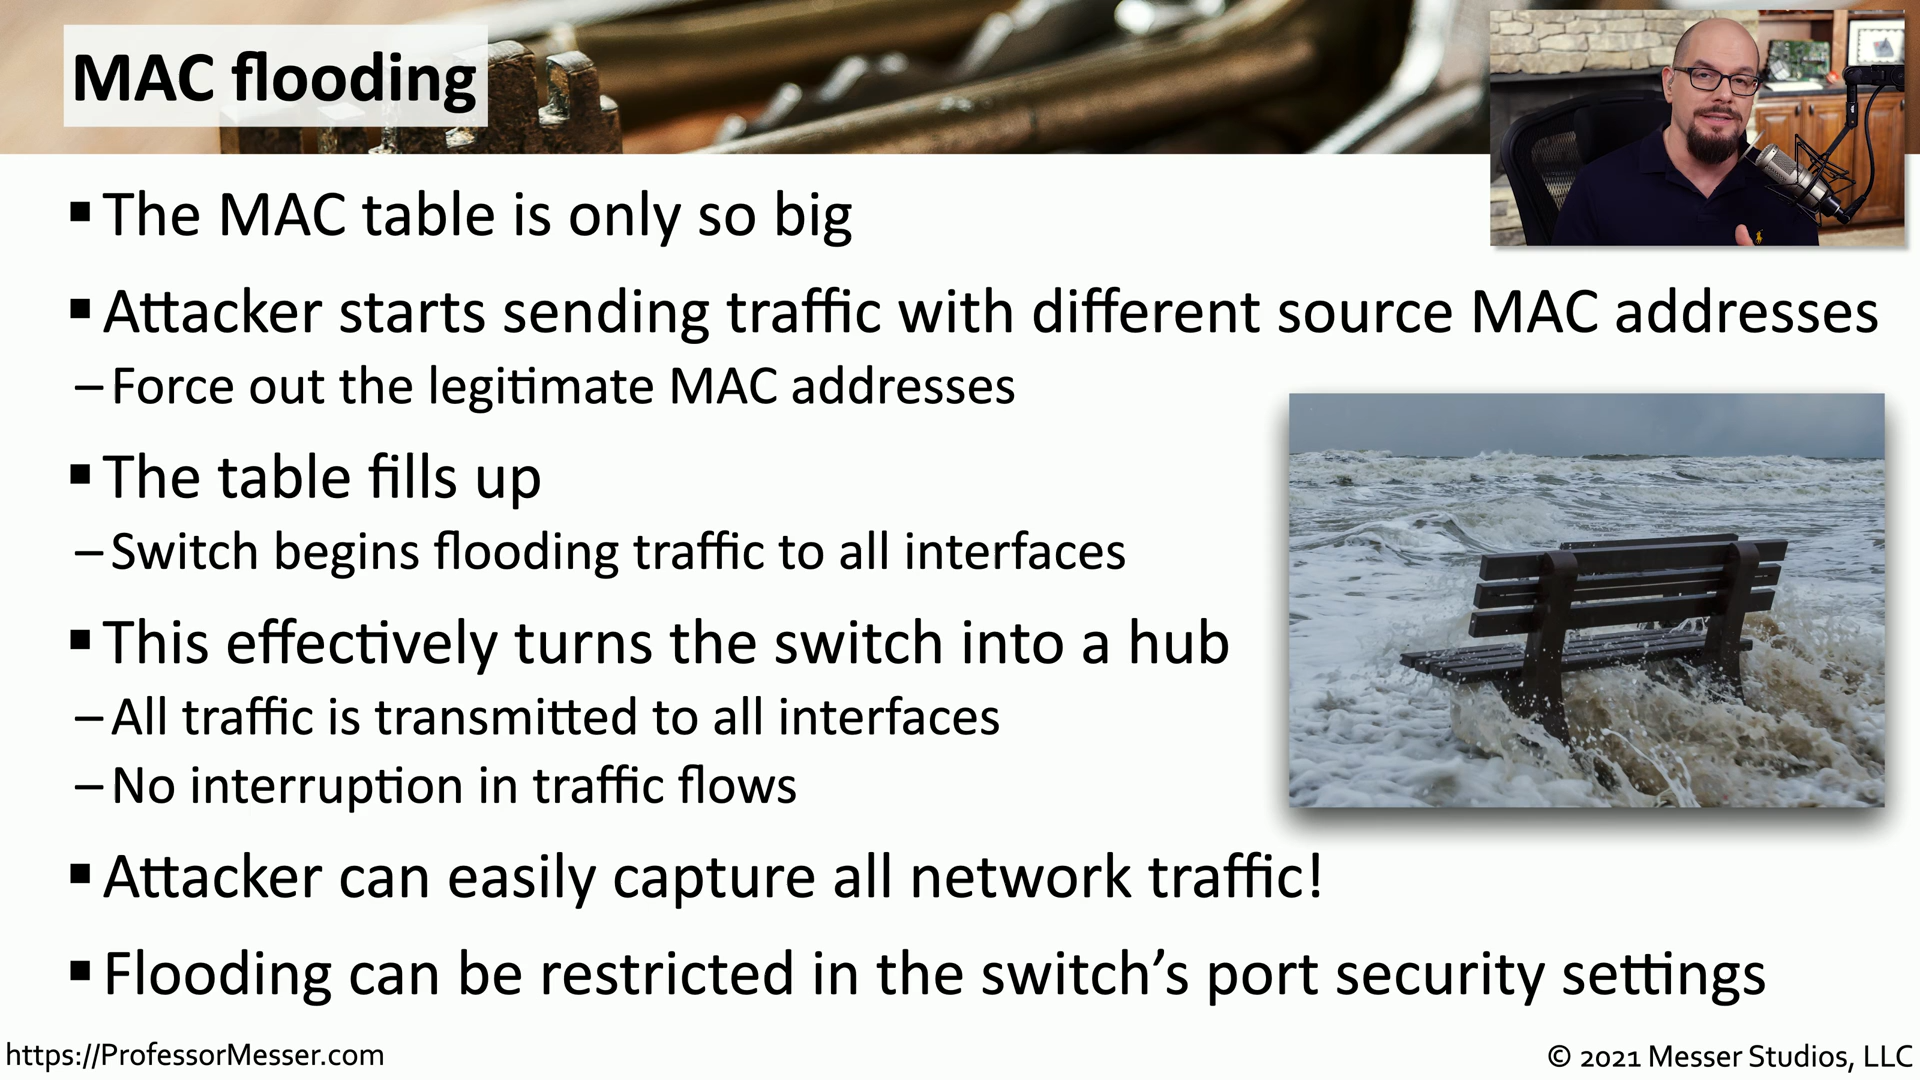 MAC flooding
▪ The MAC table is only so big
▪ Attacker starts sending traffic with different source MAC addresses
– Force out the legitimate MAC addresses
▪ The table fills up
– Switch begins flooding traffic to all interfaces
▪ This effectively turns the switch into a hub
– All traffic is transmitted to all interfaces
– No interruption in traffic flows
▪ Attacker can easily capture all network traffic!
▪ Flooding can be restricted in the switch’s port security settings
https://ProfessorMesser.com
© 2021 Messer Studios, LLC